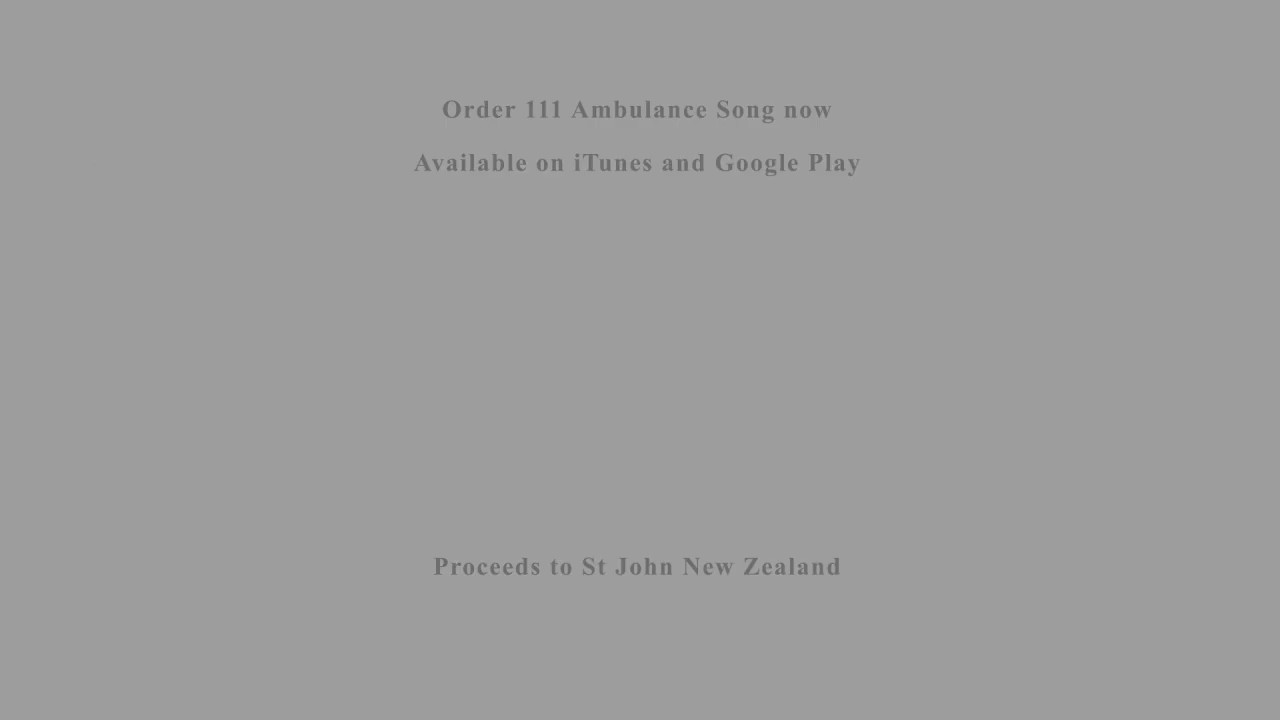 Order 111 Ambulance Song now
Available on iTunes and Google Play
Proceeds to St John New Zealand